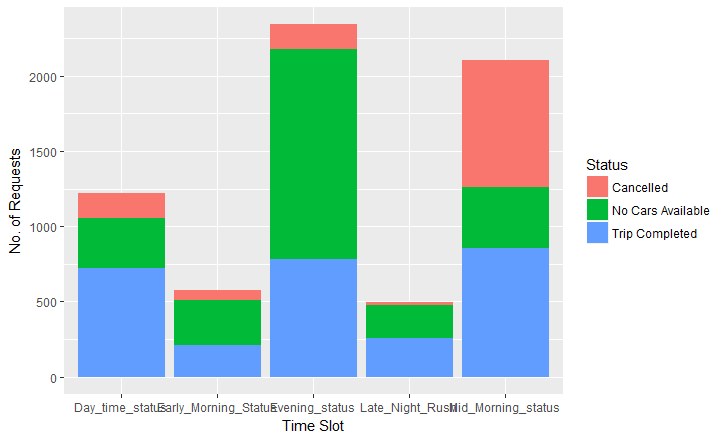 2000
1500
1000
500
0
No. of Requests
Day_time_status
Early_Morning_Status
Evening_status
Late_Night_Rush
Mid_Morning_status
Time Slot
Status
Cancelled
No Cars Available
Trip Completed